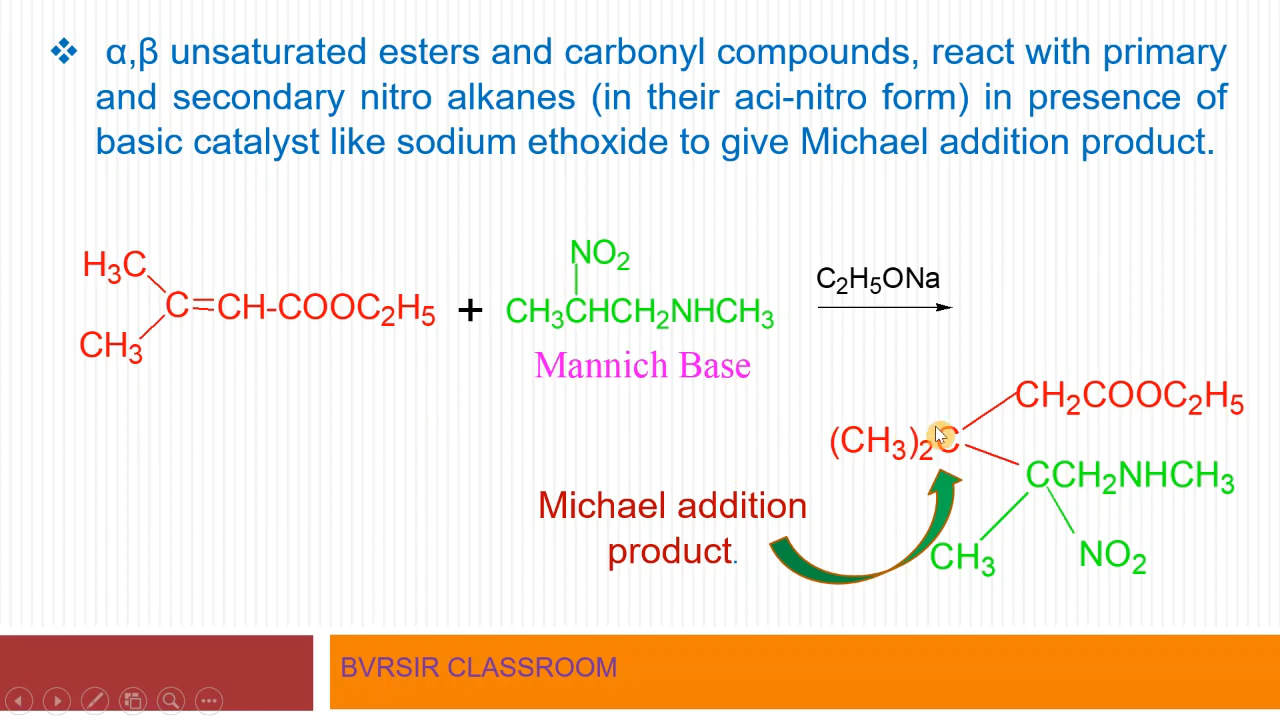 ❖ α,β unsaturated esters and carbonyl compounds, react with primary
and secondary nitro alkanes (in their aci-nitro form) in presence of
basic catalyst like sodium ethoxide to give Michael addition product.
H₃C
C=CH-COOC₂H₅
CH₃
+
NO₂
CH₃CHCH₂NHCH₃
Mannich Base
C₂H₅ONa
CH₂COOC₂H₅
(CH₃)₂C
CCH₂NHCH₃
CH₃
NO₂
Michael addition
product.
BVRSIR CLASSROOM